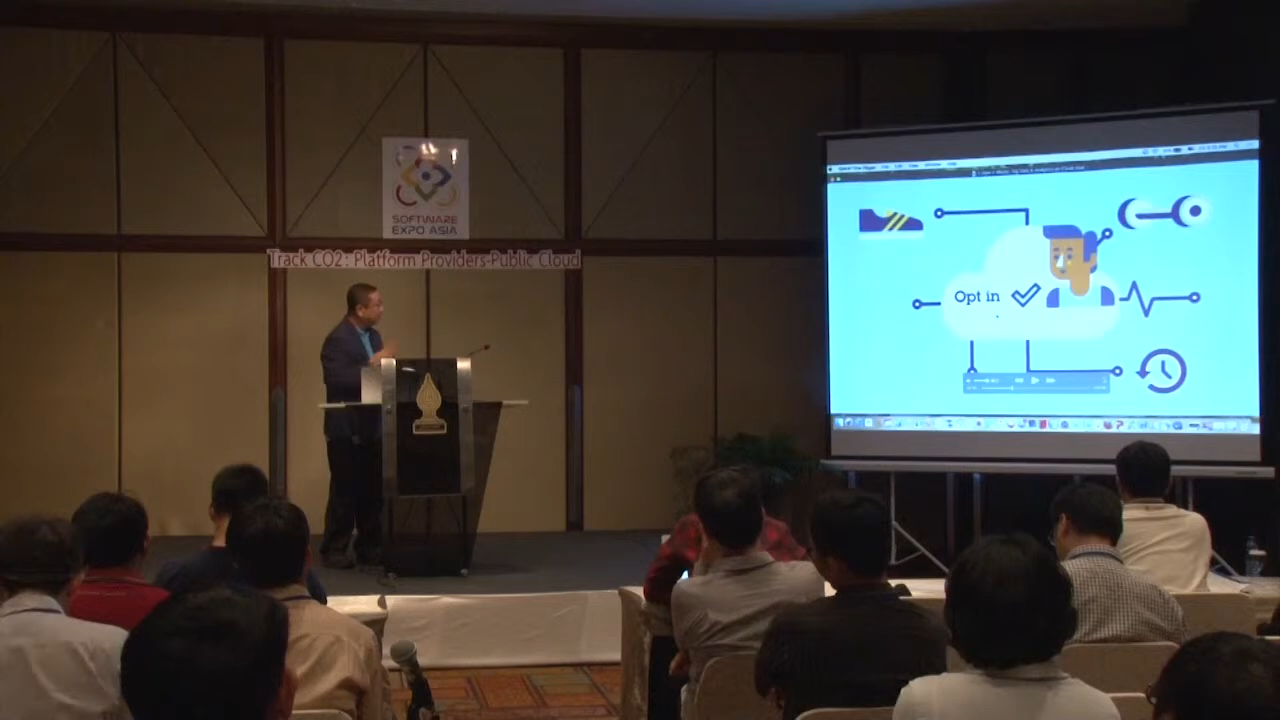 SOFTWARE
EXPO ASIA
Track CO2: Platform Providers-Public Cloud
Opt in